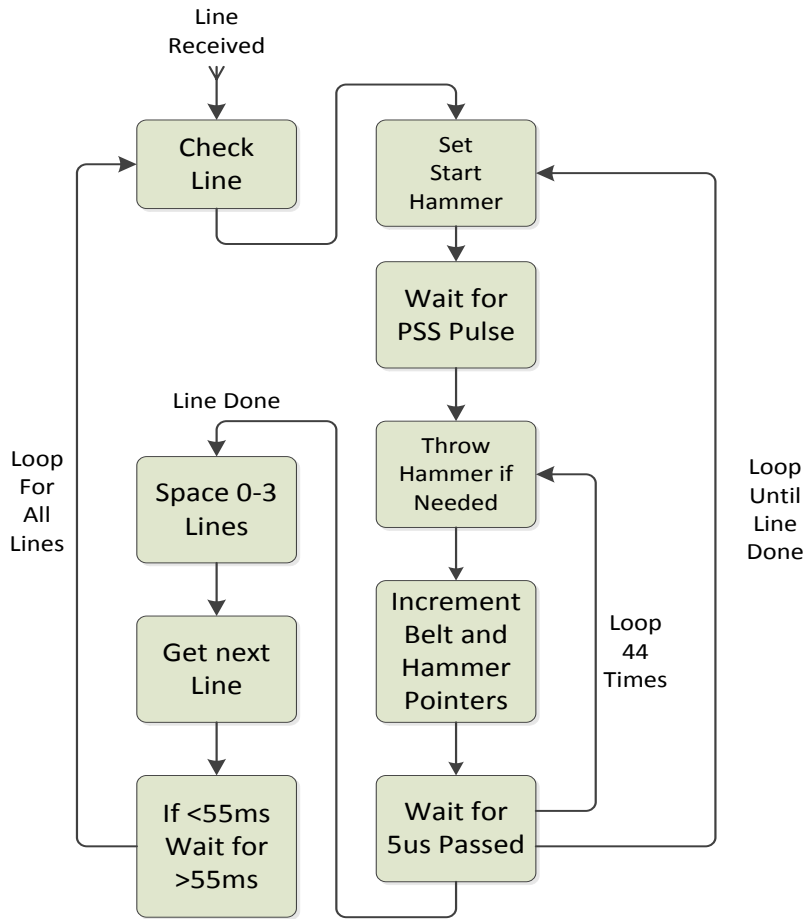 Line
Received
Check
Line
Set
Start
Hammer
Wait for
PSS Pulse
Line Done
Throw
Hammer if
Needed
Loop
For
All
Lines
Space 0-3
Lines
Loop
Until
Line
Done
Increment
Belt and
Hammer
Pointers
Loop
44
Times
Get next
Line
If <55ms
Wait for
>55ms
Wait for
5us Passed